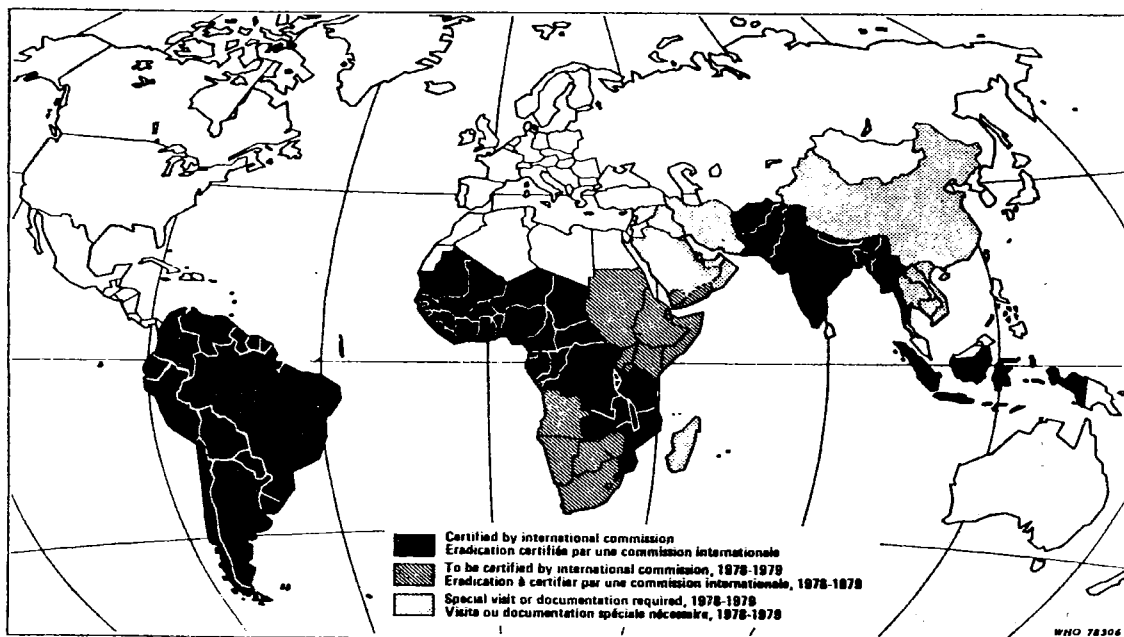 Certified by international commission
Eradication certifiée par une commission internationale
To be certified by international commission, 1978-1979
Eradication à certifier par une commission internationale, 1978-1979
Special visit or documentation required, 1978-1979
Visite ou documentation spéciale nécessaire, 1978-1979
WHO 78306